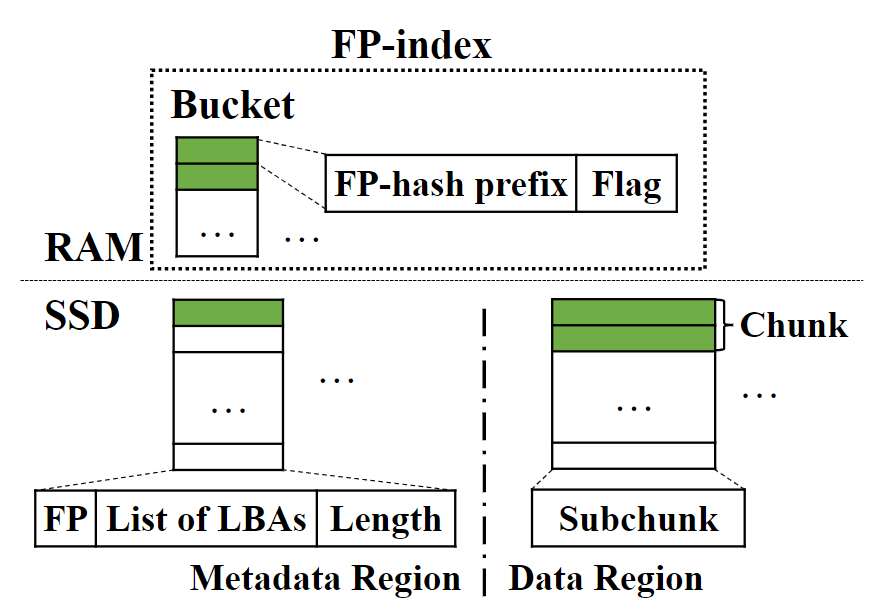 FP-index
Bucket
FP-hash prefix Flag
... ...
RAM
SSD
Chunk
...
... ... ...
FP List of LBAs Length Subchunk
Metadata Region Data Region